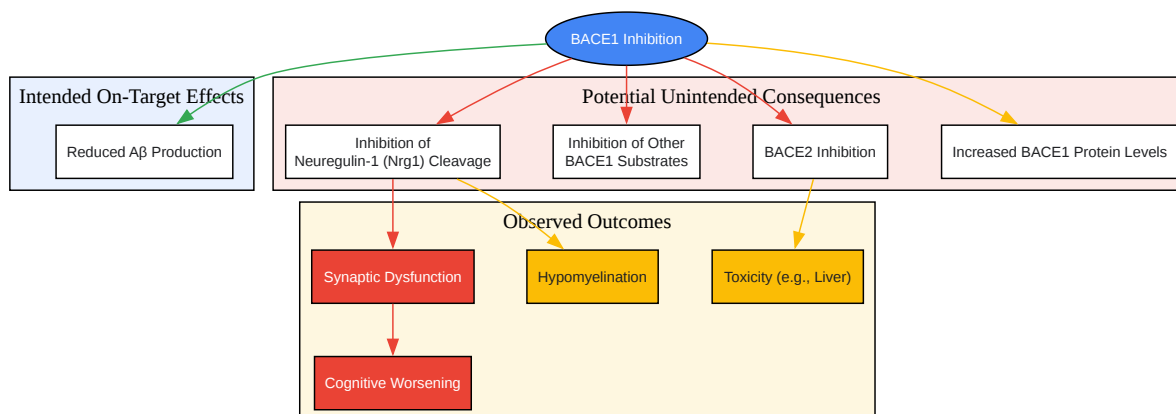 BACE1 Inhibition
Intended On-Target Effects
Potential Unintended Consequences
Reduced Aβ Production
Inhibition of
Neuregulin-1 (Nrg1) Cleavage
Inhibition of Other
BACE1 Substrates
BACE2 Inhibition
Increased BACE1 Protein Levels
Observed Outcomes
Synaptic Dysfunction
Hypomyelination
Toxicity (e.g., Liver)
Cognitive Worsening